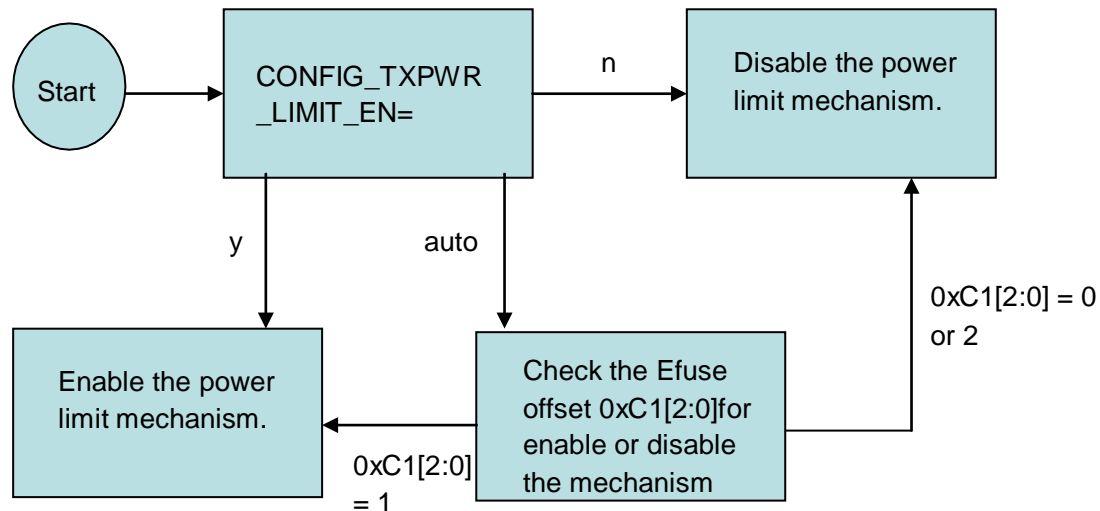 Start
CONFIG_TXPWR
_LIMIT_EN=
n
Disable the power
limit mechanism.
y
auto
0xC1[2:0] = 0
or 2
Enable the power
limit mechanism.
Check the Efuse
offset 0xC1[2:0]for
enable or disable
the mechanism
0xC1[2:0]
= 1